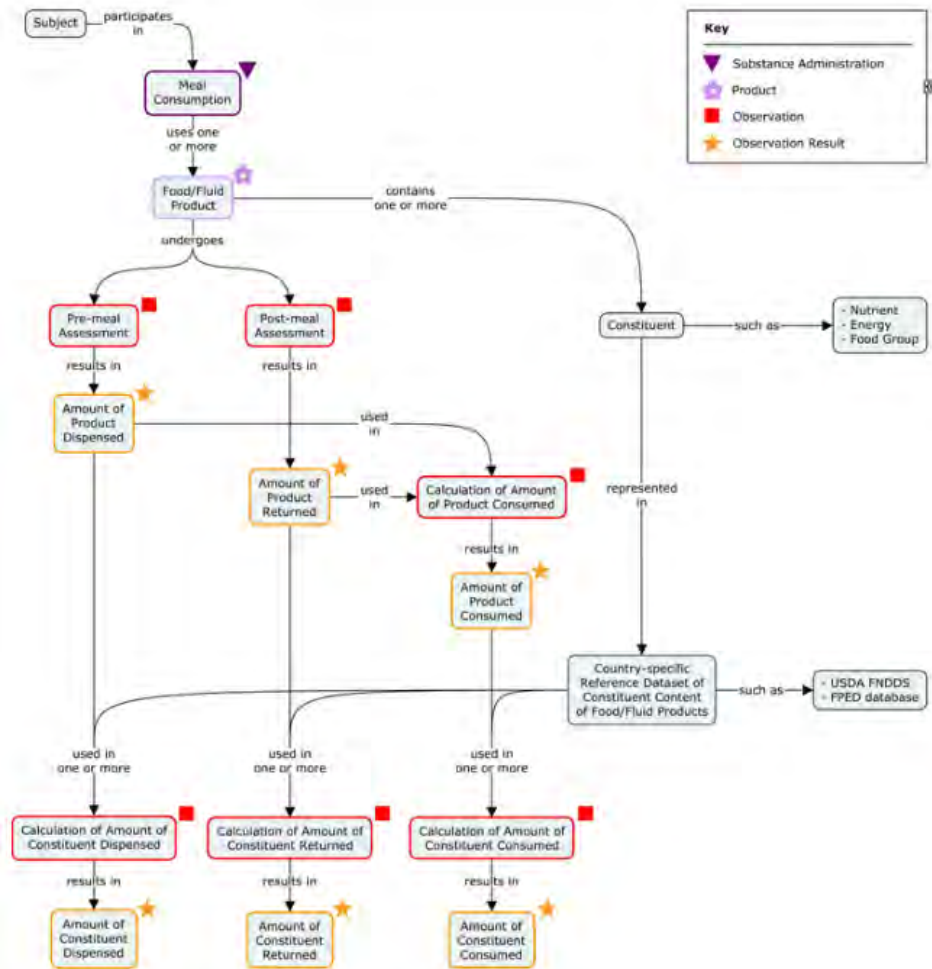 Subject
participates
in
Key
Substance Administration
Product
Observation
Observation Result
Meal
Consumption
uses one
or more
Food/Fluid
Product
contains
one or more
undergoes
Pre-meal
Assessment
Post-meal
Assessment
Constituent
such as
- Nutrient
- Energy
- Food Group
results in
results in
Amount of
Product
Dispensed
used
in
Amount of
Product
Returned
used
in
Calculation of Amount
of Product Consumed
represented
in
results in
Amount of
Product
Consumed
Country-specific
Reference Dataset of
Constituent Content
of Food/Fluid Products
such as
- USDA FNDDS
- FPED database
used in
one or more
used in
one or more
used in
one or more
Calculation of Amount of
Constituent Dispensed
Calculation of Amount of
Constituent Returned
Calculation of Amount of
Constituent Consumed
results in
results in
results in
Amount of
Constituent
Dispensed
Amount of
Constituent
Returned
Amount of
Constituent
Consumed